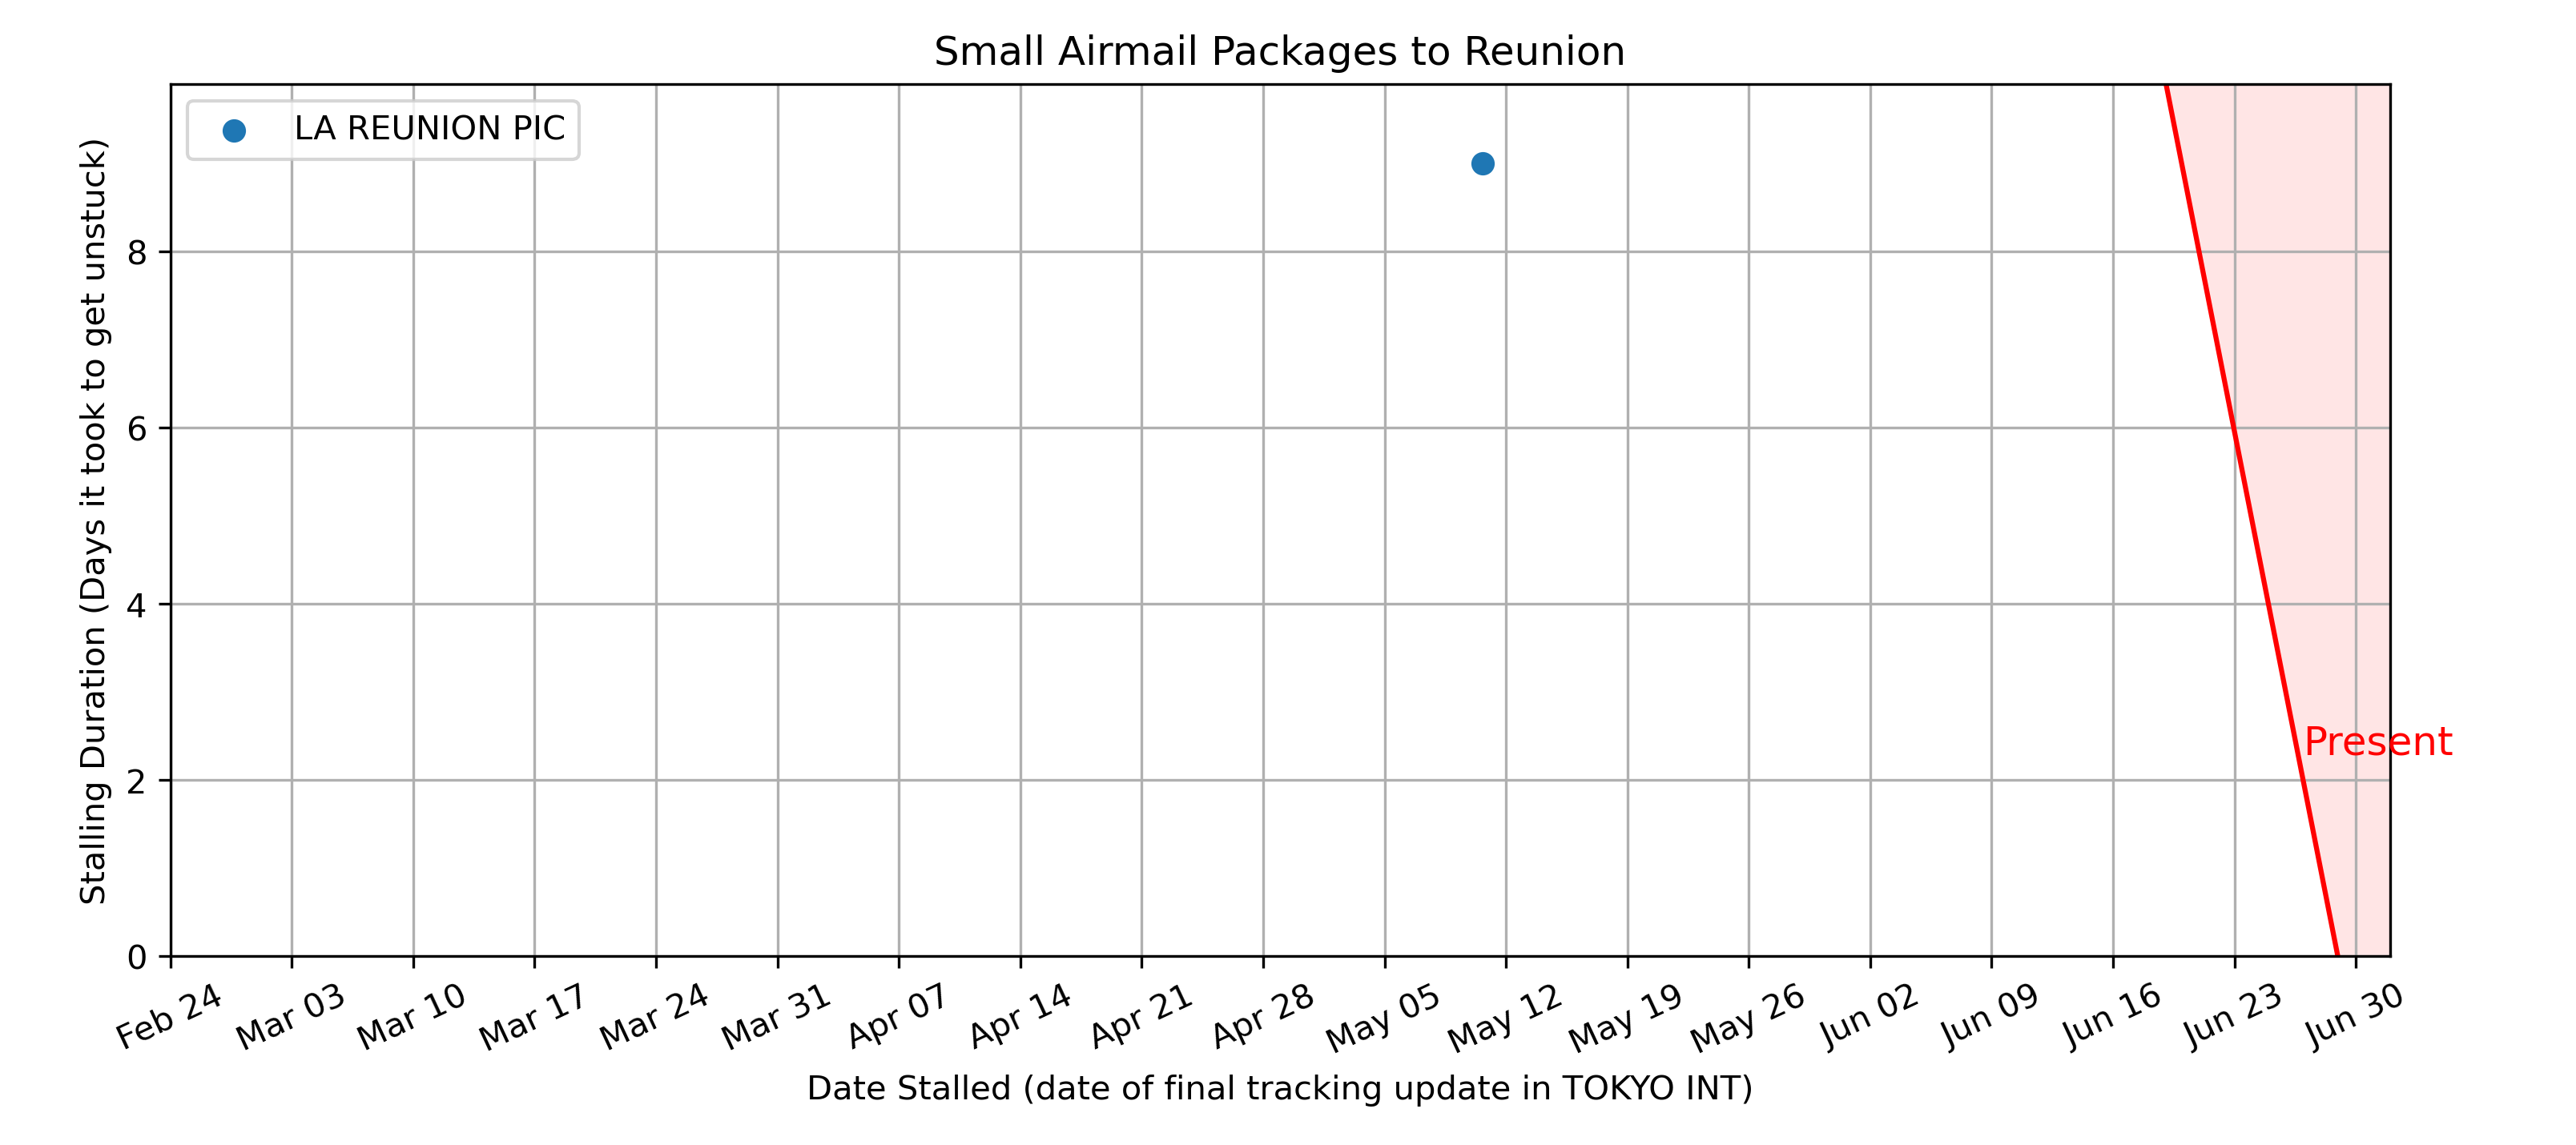 Small Airmail Packages to Reunion
LA REUNION PIC
Stalling Duration (Days it took to get unstuck)
8
6
4
2
0
Present
Feb 24 Mar 03 Mar 10 Mar 17 Mar 24 Mar 31 Apr 07 Apr 14 Apr 21 Apr 28 May 05 May 12 May 19 May 26 Jun 02 Jun 09 Jun 16 Jun 23 Jun 30
Date Stalled (date of final tracking update in TOKYO INT)